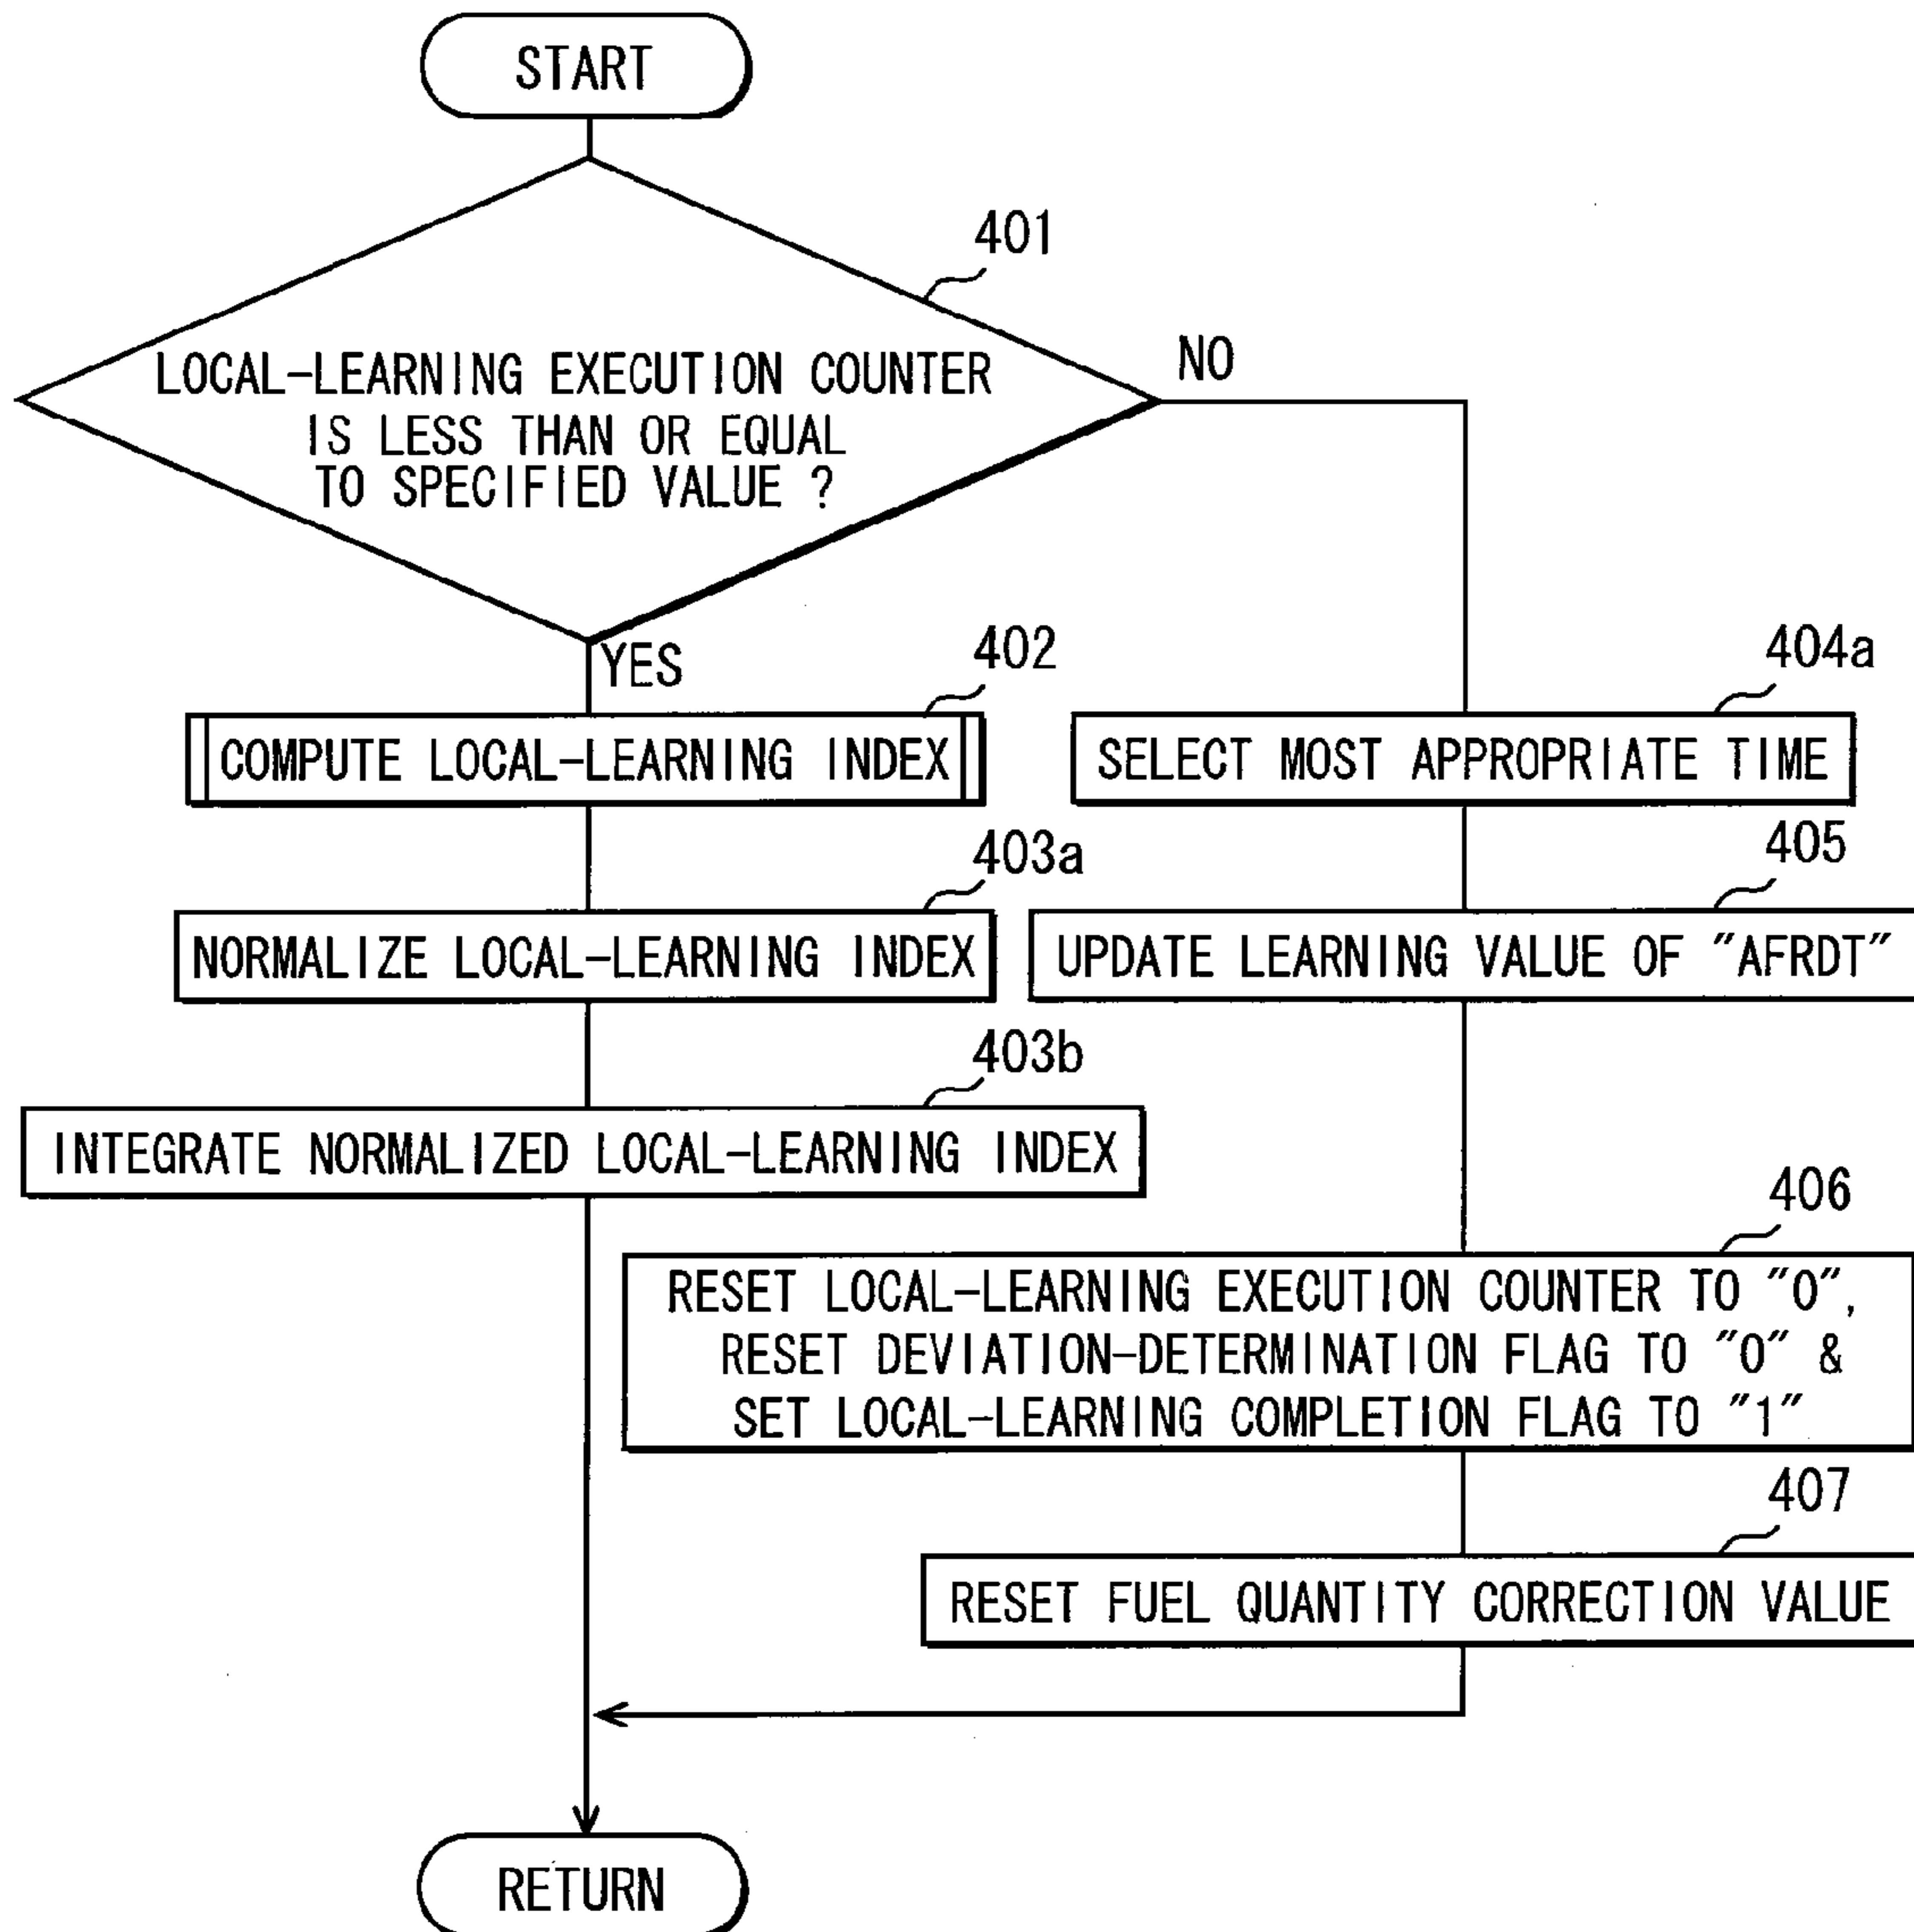 START
401
LOCAL-LEARNING EXECUTION COUNTER
IS LESS THAN OR EQUAL
TO SPECIFIED VALUE ?
NO
YES
402
COMPUTE LOCAL-LEARNING INDEX
404a
SELECT MOST APPROPRIATE TIME
403a
NORMALIZE LOCAL-LEARNING INDEX
405
UPDATE LEARNING VALUE OF "AFRDT"
403b
INTEGRATE NORMALIZED LOCAL-LEARNING INDEX
406
RESET LOCAL-LEARNING EXECUTION COUNTER TO "0",
RESET DEVIATION-DETERMINATION FLAG TO "0" &
SET LOCAL-LEARNING COMPLETION FLAG TO "1"
407
RESET FUEL QUANTITY CORRECTION VALUE
RETURN